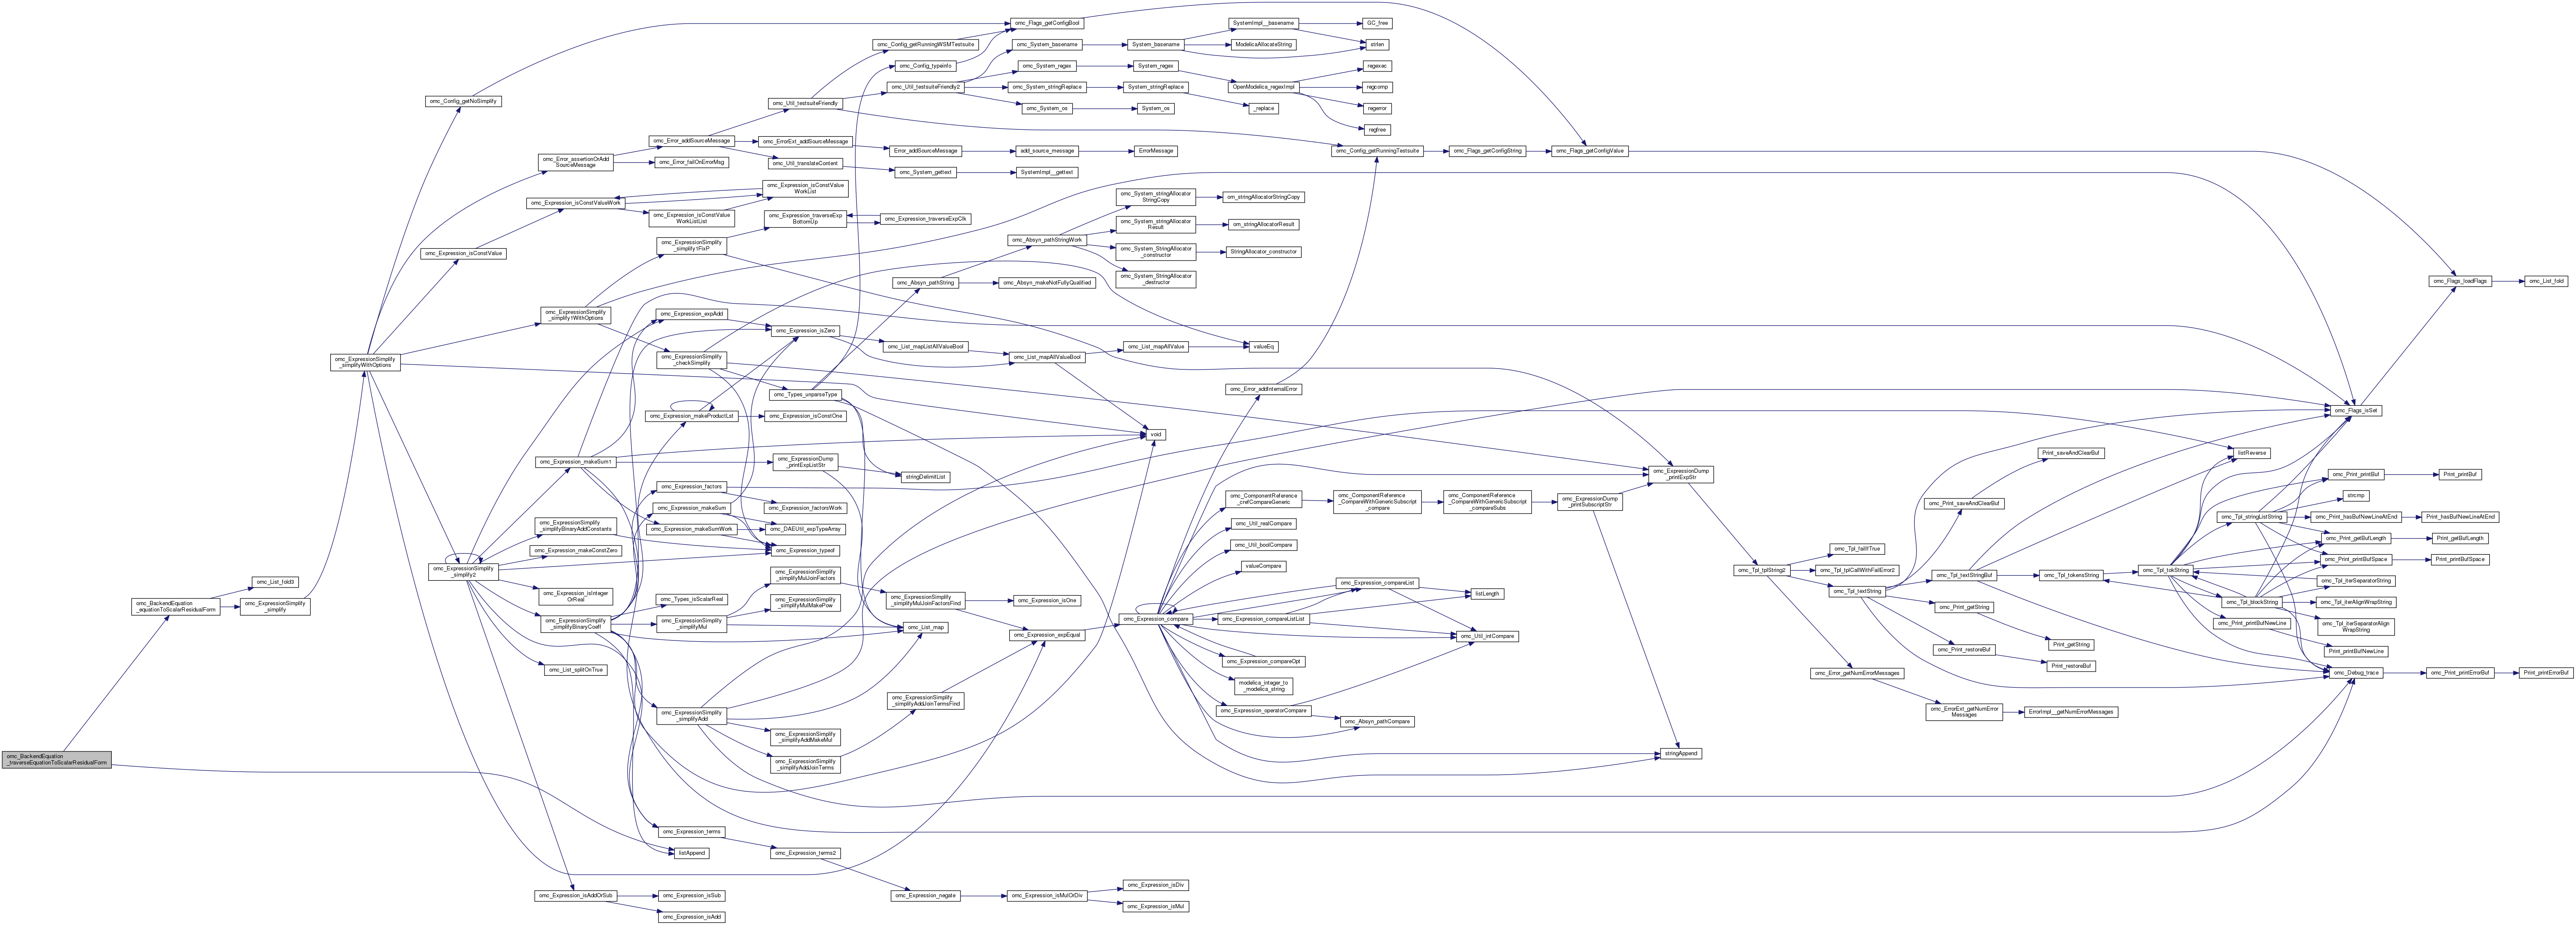 omc_BackendEquation
_traverseEquationToScalarResidualForm
omc_BackendEquation
_equationToScalarResidualForm
omc_List_fold3
omc_ExpressionSimplify
_simplify
omc_ExpressionSimplify
_simplifyWithOptions
omc_Config_getNoSimplify
omc_Expression_isConstValue
omc_ExpressionSimplify
_simplify2
omc_Error_assertionOrAdd
SourceMessage
omc_Expression_isConstValueWork
omc_ExpressionSimplify
_simplify1WithOptions
omc_Expression_makeSum1
omc_ExpressionSimplify
_simplifyBinaryAddConstants
omc_Expression_makeConstZero
omc_Expression_isInteger
OrReal
omc_ExpressionSimplify
_simplifyBinaryCoeff
omc_List_splitOnTrue
omc_Expression_isAddOrSub
omc_Error_addSourceMessage
omc_Error_failOnErrorMsg
omc_Expression_isConstValue
WorkListList
omc_ExpressionSimplify
_simplify1FixP
omc_Expression_expAdd
omc_ExpressionSimplify
_checkSimplify
omc_Expression_makeProductLst
omc_Expression_factors
omc_Expression_makeSum
omc_Expression_makeSumWork
omc_Types_isScalarReal
omc_ExpressionSimplify
_simplifyMul
omc_ExpressionSimplify
_simplifyAdd
omc_Expression_terms
listAppend
omc_Expression_isSub
omc_Expression_isAdd
omc_Util_testsuiteFriendly
omc_ErrorExt_addSourceMessage
omc_Util_translateContent
omc_Expression_isConstValue
WorkList
omc_Expression_traverseExp
BottomUp
omc_Expression_isZero
omc_Types_unparseType
omc_Expression_isConstOne
omc_ExpressionDump
_printExpListStr
omc_Expression_factorsWork
omc_DAEUtil_expTypeArray
omc_Expression_typeof
omc_ExpressionSimplify
_simplifyMulJoinFactors
omc_ExpressionSimplify
_simplifyMulMakePow
omc_ExpressionSimplify
_simplifyAddMakeMul
omc_ExpressionSimplify
_simplifyAddJoinTerms
omc_Expression_terms2
omc_Config_getRunningWSMTestsuite
omc_Config_typeinfo
omc_Util_testsuiteFriendly2
Error_addSourceMessage
omc_System_gettext
omc_Expression_traverseExpClk
omc_Absyn_pathString
omc_List_mapListAllValueBool
stringDelimitList
omc_ExpressionSimplify
_simplifyMulJoinFactorsFind
omc_List_map
omc_ExpressionSimplify
_simplifyAddJoinTermsFind
omc_Expression_negate
omc_Flags_getConfigBool
omc_System_basename
omc_System_regex
omc_System_stringReplace
omc_System_os
add_source_message
SystemImpl__gettext
omc_Absyn_pathStringWork
omc_Absyn_makeNotFullyQualified
omc_List_mapAllValueBool
omc_Expression_isOne
omc_Expression_expEqual
omc_Expression_isMulOrDiv
System_basename
System_regex
System_stringReplace
System_os
ErrorMessage
omc_System_stringAllocator
StringCopy
omc_System_stringAllocator
Result
omc_System_StringAllocator
_constructor
omc_System_StringAllocator
_destructor
omc_List_mapAllValue
void
omc_Expression_compare
omc_Expression_isDiv
omc_Expression_isMul
SystemImpl__basename
ModelicaAllocateString
OpenModelica_regexImpl
_replace
om_stringAllocatorStringCopy
om_stringAllocatorResult
StringAllocator_constructor
valueEq
omc_Error_addInternalError
omc_ComponentReference
_crefCompareGeneric
omc_Util_realCompare
omc_Util_boolCompare
valueCompare
omc_Expression_compareListList
omc_Expression_compareOpt
modelica_integer_to
_modelica_string
omc_Expression_operatorCompare
GC_free
strlen
regexec
regcomp
regerror
regfree
omc_Config_getRunningTestsuite
omc_ComponentReference
_CompareWithGenericSubscript
_compare
omc_Expression_compareList
omc_Absyn_pathCompare
omc_Flags_getConfigString
omc_ComponentReference
_CompareWithGenericSubscript
_compareSubs
listLength
omc_Util_intCompare
omc_Flags_getConfigValue
omc_ExpressionDump
_printSubscriptStr
omc_ExpressionDump
_printExpStr
stringAppend
omc_Tpl_tplString2
omc_Tpl_failIfTrue
omc_Tpl_tplCallWithFailError2
omc_Tpl_textString
omc_Error_getNumErrorMessages
omc_Print_saveAndClearBuf
omc_Tpl_textStringBuf
omc_Print_getString
omc_Print_restoreBuf
omc_ErrorExt_getNumError
Messages
Print_saveAndClearBuf
omc_Tpl_tokensString
Print_getString
Print_restoreBuf
ErrorImpl__getNumErrorMessages
omc_Tpl_tokString
omc_Tpl_stringListString
omc_Tpl_blockString
omc_Print_printBufNewLine
listReverse
omc_Flags_isSet
omc_Print_printBuf
strcmp
omc_Print_hasBufNewLineAtEnd
omc_Print_getBufLength
omc_Print_printBufSpace
omc_Tpl_iterSeparatorString
omc_Tpl_iterAlignWrapString
omc_Tpl_iterSeparatorAlign
WrapString
Print_printBufNewLine
omc_Debug_trace
omc_Flags_loadFlags
Print_printBuf
Print_hasBufNewLineAtEnd
Print_getBufLength
Print_printBufSpace
omc_Print_printErrorBuf
omc_List_fold
Print_printErrorBuf